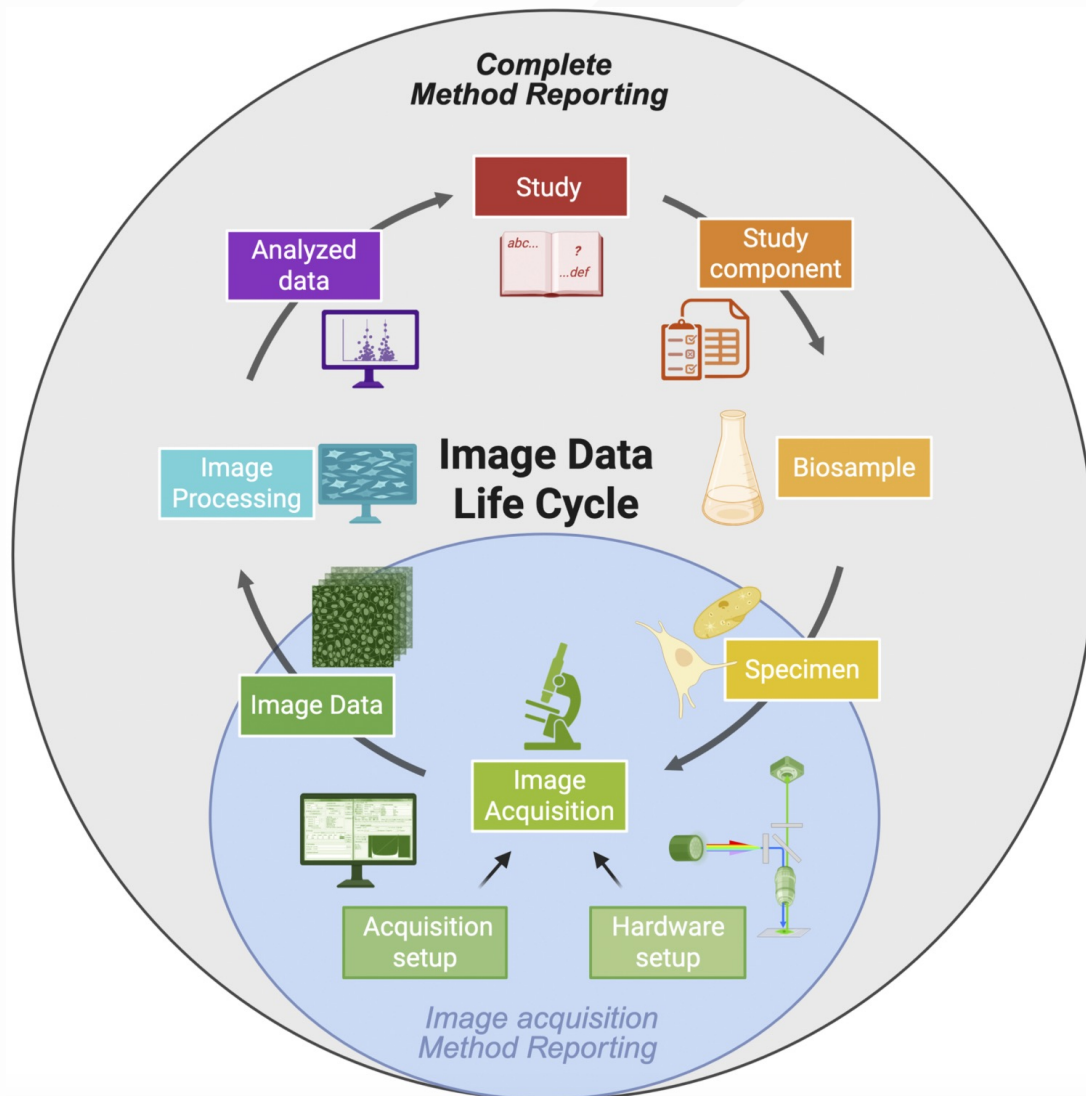 Complete
Method Reporting
Study
abc...
?
...def
Study
component
Analyzed
data
Image Data
Life Cycle
Image
Processing
Biosample
Image Data
Specimen
Image
Acquisition
Acquisition
setup
Hardware
setup
Image acquisition
Method Reporting